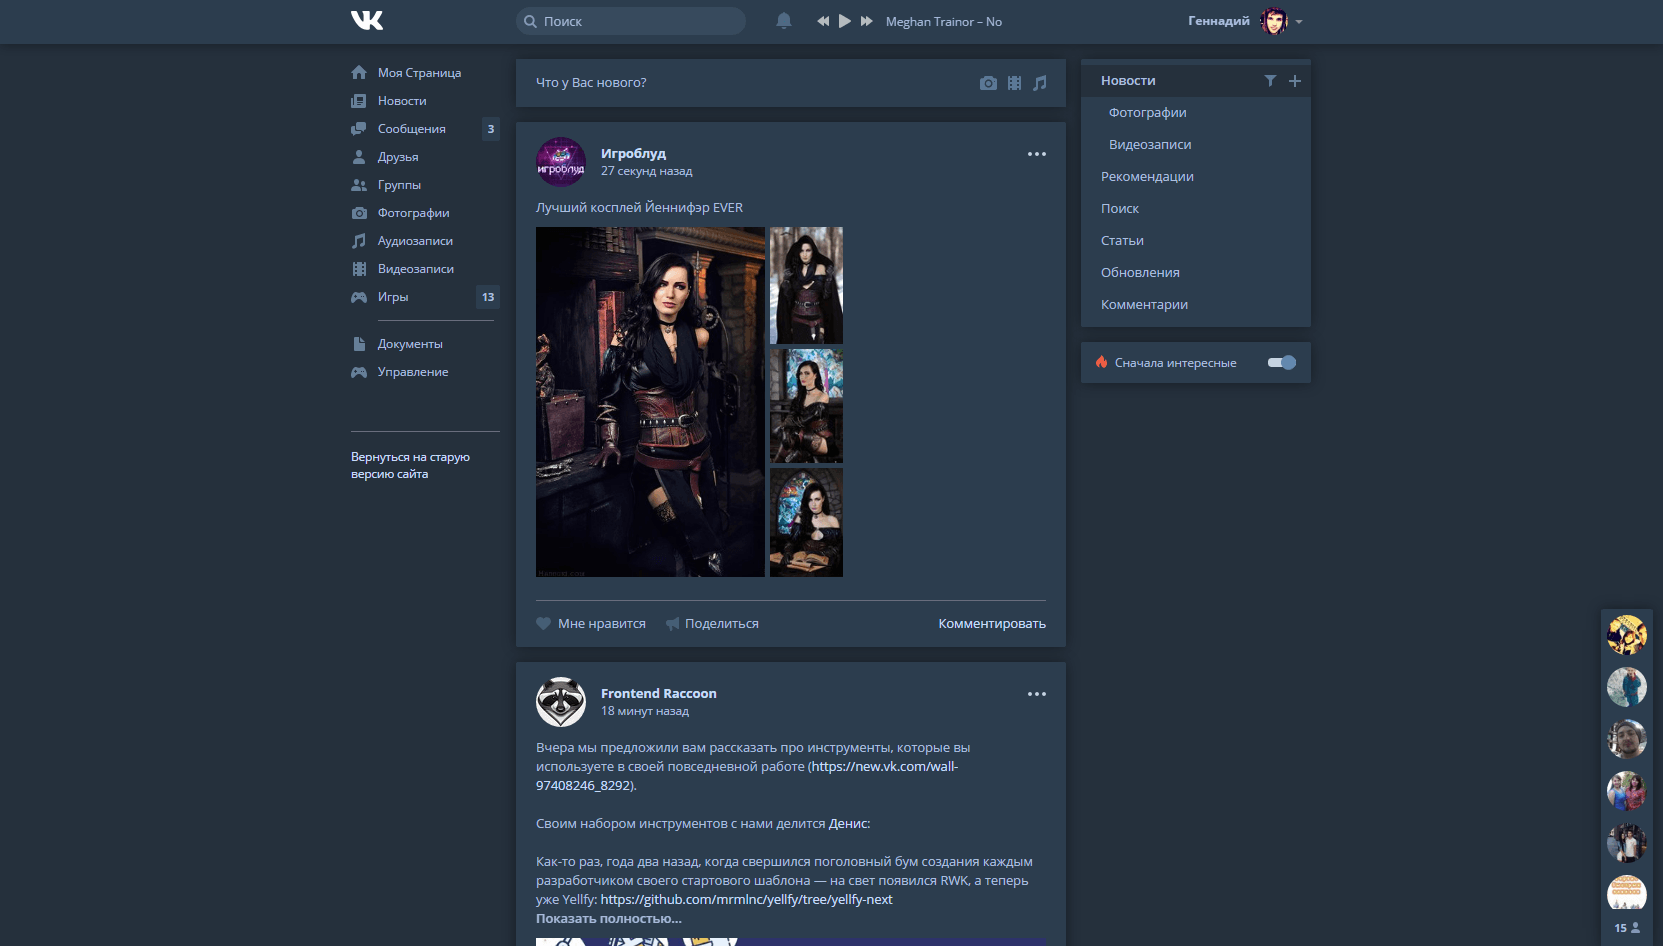 Поиск
Meghan Trainor – No
Геннадий
Моя Страница
Новости
Сообщения 3
Друзья
Группы
Фотографии
Аудиозаписи
Видеозаписи
Игры 13
Документы
Управление
Вернуться на старую
версию сайта
Что у Вас нового?
игроблуд
Игроблуд
27 секунд назад
Лучший косплей Йеннифэр EVER
Мне нравится
Поделиться
Комментировать
Frontend Raccoon
18 минут назад
Вчера мы предложили вам рассказать про инструменты, которые вы
используете в своей повседневной работе (https://new.vk.com/wall-
97408246_8292).
Своим набором инструментов с нами делится Денис:
Как-то раз, года два назад, когда свершился поголовный бум создания каждым
разработчиком своего стартового шаблона — на свет появился RWK, а теперь
уже Yellfy: https://github.com/mrmlnc/yellfy/tree/yellfy-next
Показать полностью...
Новости
Фотографии
Видеозаписи
Рекомендации
Поиск
Статьи
Обновления
Комментарии
Сначала интересные
15